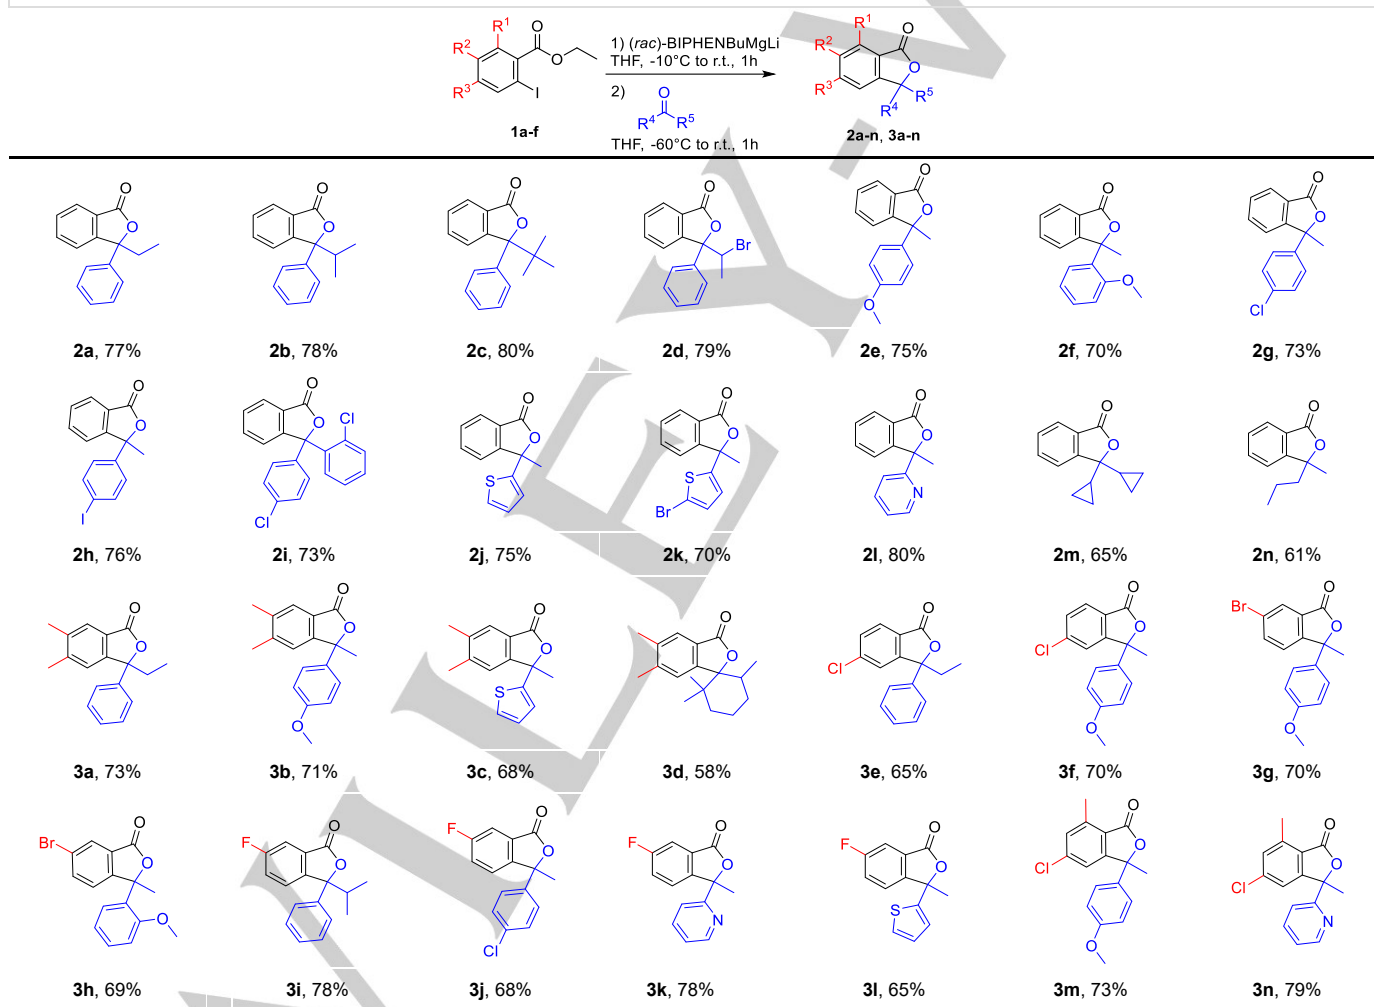 R¹ O
R² O
R³ I
1a-f
1) (rac)-BIPHENBuMgLi
THF, -10°C to r.t., 1h
2)
O
R⁴ R⁵
THF, -60°C to r.t., 1h
R¹ O
R² O
R³ R⁵
R⁴
2a-n, 3a-n
O O O O O O O
O O O O O O O
Br
O O Cl
2a, 77% 2b, 78% 2c, 80% 2d, 79% 2e, 75% 2f, 70% 2g, 73%
O O O O O O O
O O O O O O O
Cl S S N
I Cl Br
2h, 76% 2i, 73% 2j, 75% 2k, 70% 2l, 80% 2m, 65% 2n, 61%
O O O O O O O
O O O O O O O
Cl Cl Br
O S O O
3a, 73% 3b, 71% 3c, 68% 3d, 58% 3e, 65% 3f, 70% 3g, 70%
O O O O O O O
Br F F F F Cl Cl
O O O O O O O
O Cl N S O N
3h, 69% 3i, 78% 3j, 68% 3k, 78% 3l, 65% 3m, 73% 3n, 79%